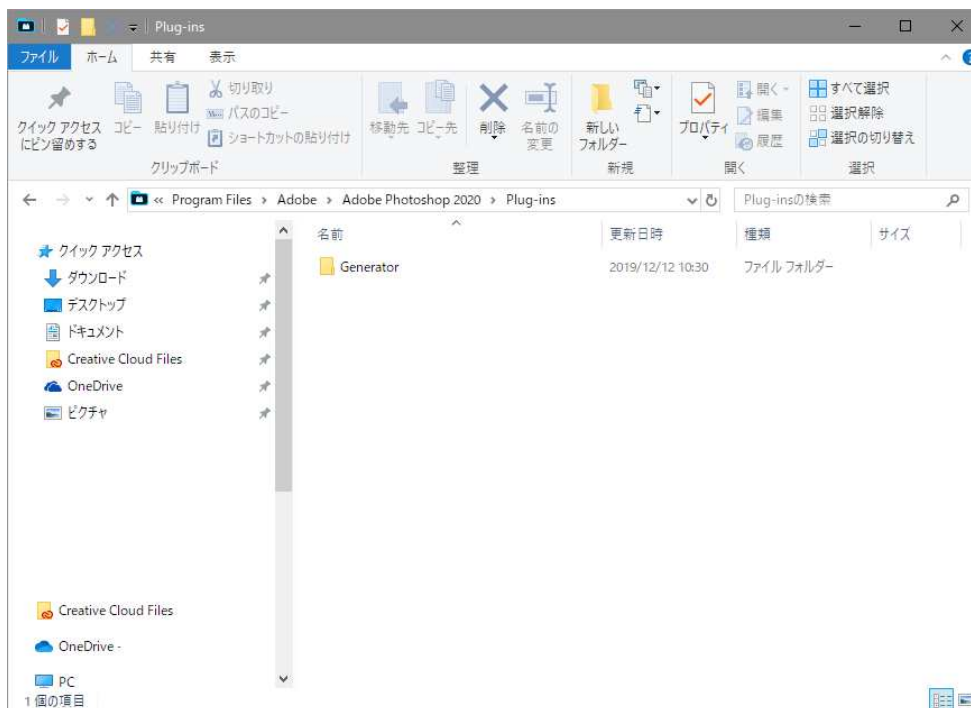 Plug-ins
ファイル ホーム 共有 表示
クイック アクセス
にピン留めする
コピー
貼り付け
切り取り
パスのコピー
ショートカットの貼り付け
クリップボード
移動先 コピー先 削除 名前の
変更
整理
新しい
フォルダー
新規
プロパティ
開く
編集
履歴
開く
すべて選択
選択解除
選択の切り替え
選択
« Program Files › Adobe › Adobe Photoshop 2020 › Plug-ins
Plug-insの検索
名前 更新日時 種類 サイズ
Generator 2019/12/12 10:30 ファイル フォルダー
クイック アクセス
ダウンロード
デスクトップ
ドキュメント
Creative Cloud Files
OneDrive
ピクチャ
Creative Cloud Files
OneDrive -
PC
1 個の項目